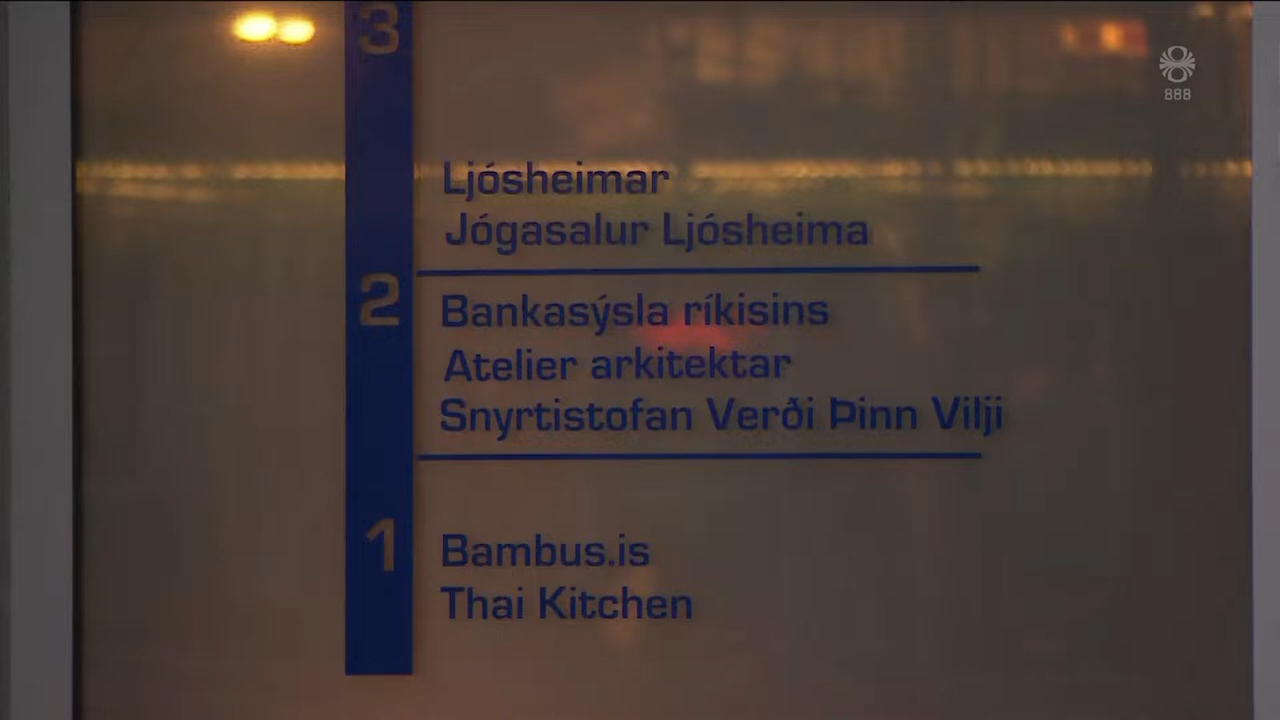 3
888
Ljósheimar
Jógasalur Ljósheima
2
Bankasýsla ríkisins
Atelier arkitektar
Snyrtistofan Verði Þinn Vilji
1
Bambus.is
Thai Kitchen